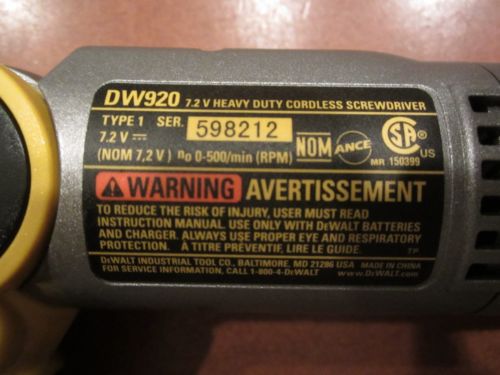 DW920 7.2 V HEAVY DUTY CORDLESS SCREWDRIVER
TYPE 1 SER. 598212
7.2 V
(NOM 7,2 V) no 0-500/min (RPM) NOM ANCE
SA US
MR 150399
WARNING AVERTISSEMENT
TO REDUCE THE RISK OF INJURY, USER MUST READ
INSTRUCTION MANUAL. USE ONLY WITH DEWALT BATTERIES
AND CHARGER. ALWAYS USE PROPER EYE AND RESPIRATORY
PROTECTION. À TITRE PRÉVENTIF, LIRE LE GUIDE.
DEWALT INDUSTRIAL TOOL CO., BALTIMORE, MD 21286 USA MADE IN CHINA
FOR SERVICE INFORMATION, CALL 1-800-4-DEWALT www.DEWALT.com